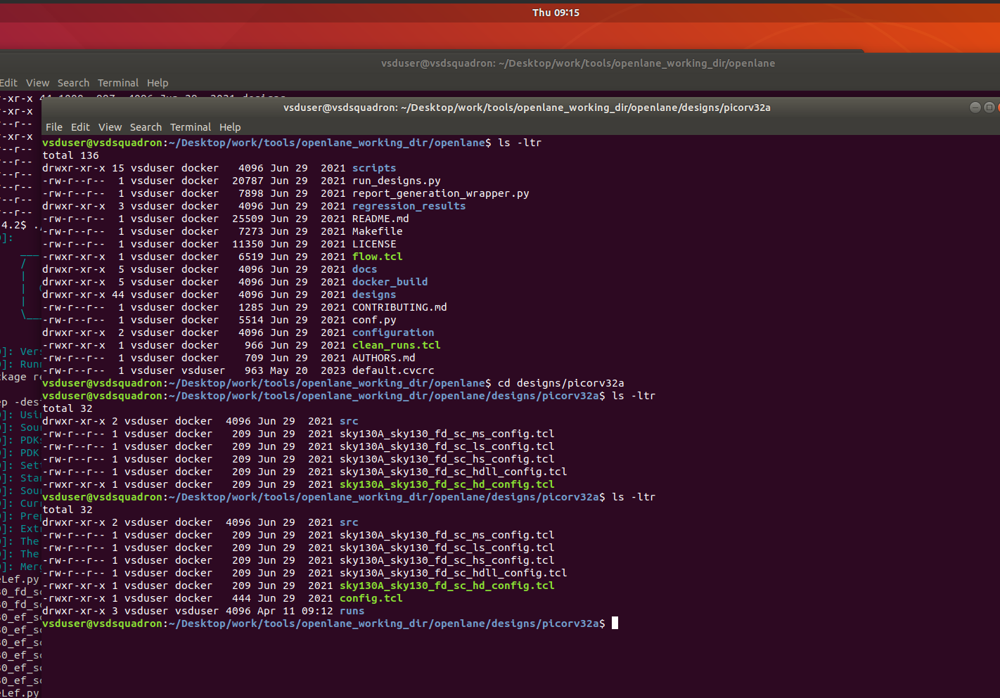 Thu 09:15
vsduser@vsdsquadron: ~/Desktop/work/tools/openlane_working_dir/openlane
Edit View Search Terminal Help
vsduser@vsdsquadron: ~/Desktop/work/tools/openlane_working_dir/openlane/designs/picorv32a
File Edit View Search Terminal Help
vsduser@vsdsquadron:~/Desktop/work/tools/openlane_working_dir/openlane$ ls -ltr
total 136
drwxr-xr-x 15 vsduser docker   4096 Jun 29  2021 scripts
-rw-r--r--  1 vsduser docker  20787 Jun 29  2021 run_designs.py
-rw-r--r--  1 vsduser docker   7898 Jun 29  2021 report_generation_wrapper.py
drwxr-xr-x  3 vsduser docker   4096 Jun 29  2021 regression_results
-rw-r--r--  1 vsduser docker  25509 Jun 29  2021 README.md
-rw-r--r--  1 vsduser docker   7273 Jun 29  2021 Makefile
-rw-r--r--  1 vsduser docker  11350 Jun 29  2021 LICENSE
-rwxr-xr-x  1 vsduser docker   6519 Jun 29  2021 flow.tcl
drwxr-xr-x  5 vsduser docker   4096 Jun 29  2021 docs
drwxr-xr-x  5 vsduser docker   4096 Jun 29  2021 docker_build
drwxr-xr-x 44 vsduser docker   4096 Jun 29  2021 designs
-rw-r--r--  1 vsduser docker   1285 Jun 29  2021 CONTRIBUTING.md
-rw-r--r--  1 vsduser docker   5514 Jun 29  2021 conf.py
drwxr-xr-x  2 vsduser docker   4096 Jun 29  2021 configuration
-rwxr-xr-x  1 vsduser docker    966 Jun 29  2021 clean_runs.tcl
-rw-r--r--  1 vsduser docker    709 Jun 29  2021 AUTHORS.md
-rw-r--r--  1 vsduser vsduser   963 May 20  2023 default.cvcrc
vsduser@vsdsquadron:~/Desktop/work/tools/openlane_working_dir/openlane$ cd designs/picorv32a
vsduser@vsdsquadron:~/Desktop/work/tools/openlane_working_dir/openlane/designs/picorv32a$ ls -ltr
total 32
drwxr-xr-x 2 vsduser docker  4096 Jun 29  2021 src
-rw-r--r-- 1 vsduser docker   209 Jun 29  2021 sky130A_sky130_fd_sc_ms_config.tcl
-rw-r--r-- 1 vsduser docker   209 Jun 29  2021 sky130A_sky130_fd_sc_ls_config.tcl
-rw-r--r-- 1 vsduser docker   209 Jun 29  2021 sky130A_sky130_fd_sc_hs_config.tcl
-rw-r--r-- 1 vsduser docker   209 Jun 29  2021 sky130A_sky130_fd_sc_hdll_config.tcl
-rwxr-xr-x 1 vsduser docker   209 Jun 29  2021 sky130A_sky130_fd_sc_hd_config.tcl
vsduser@vsdsquadron:~/Desktop/work/tools/openlane_working_dir/openlane/designs/picorv32a$ ls -ltr
total 32
drwxr-xr-x 2 vsduser docker  4096 Jun 29  2021 src
-rw-r--r-- 1 vsduser docker   209 Jun 29  2021 sky130A_sky130_fd_sc_ms_config.tcl
-rw-r--r-- 1 vsduser docker   209 Jun 29  2021 sky130A_sky130_fd_sc_ls_config.tcl
-rw-r--r-- 1 vsduser docker   209 Jun 29  2021 sky130A_sky130_fd_sc_hs_config.tcl
-rw-r--r-- 1 vsduser docker   209 Jun 29  2021 sky130A_sky130_fd_sc_hdll_config.tcl
-rwxr-xr-x 1 vsduser docker   209 Jun 29  2021 sky130A_sky130_fd_sc_hd_config.tcl
-rwxr-xr-x 1 vsduser docker   444 Jun 29  2021 config.tcl
drwxr-xr-x 3 vsduser vsduser 4096 Apr 11 09:12 runs
vsduser@vsdsquadron:~/Desktop/work/tools/openlane_working_dir/openlane/designs/picorv32a$